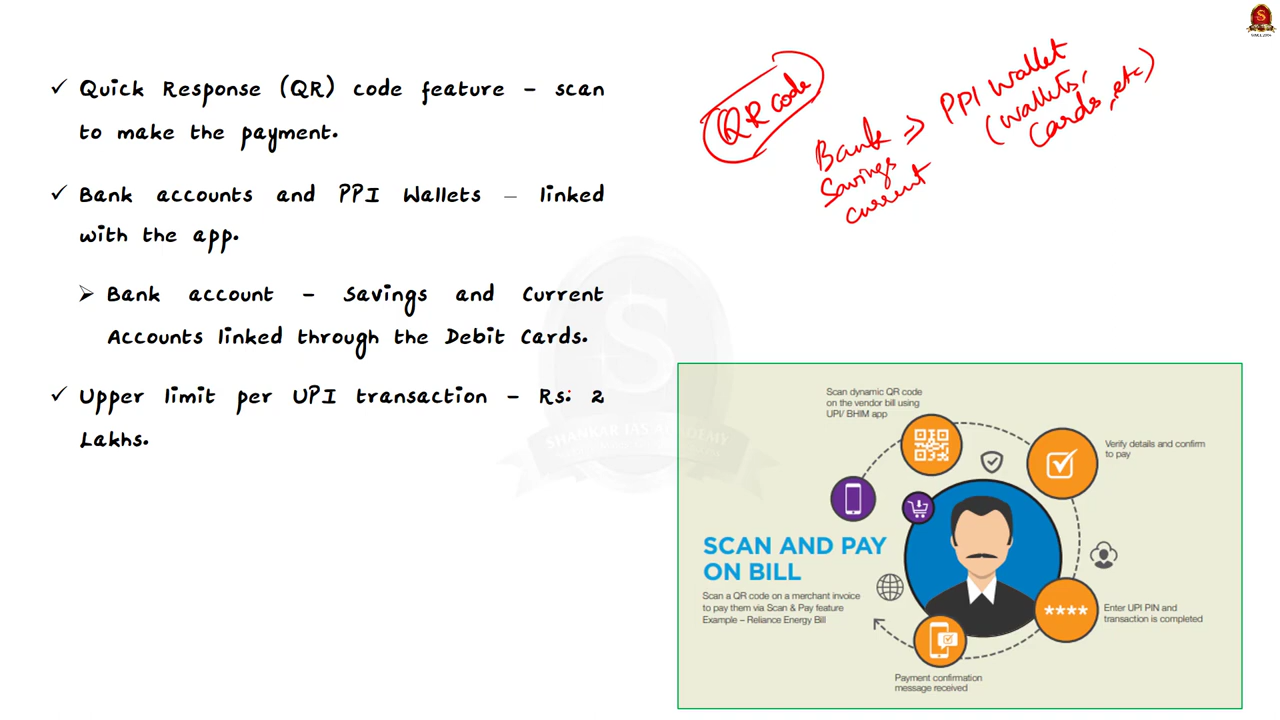 ✓ Quick Response (QR) code feature – scan
to make the payment.
✓ Bank accounts and PPI Wallets – linked
with the app.
➢ Bank account – Savings and Current
Accounts linked through the Debit Cards.
✓ Upper limit per UPI transaction – Rs: 2
Lakhs.
QR code
Bank ⇒ PPI Wallet
Savings
current
(Wallets,
Cards, etc)
SHANKAR IAS ACADEMY
Scan dynamic QR code
on the vendor bill using
UPI/ BHIM app
Verify details and confirm
to pay
SCAN AND PAY
ON BILL
Scan a QR code on a merchant invoice
to pay them via Scan & Pay feature
Example – Reliance Energy Bill
****
Enter UPI PIN and
transaction is completed
Payment confirmation
message received